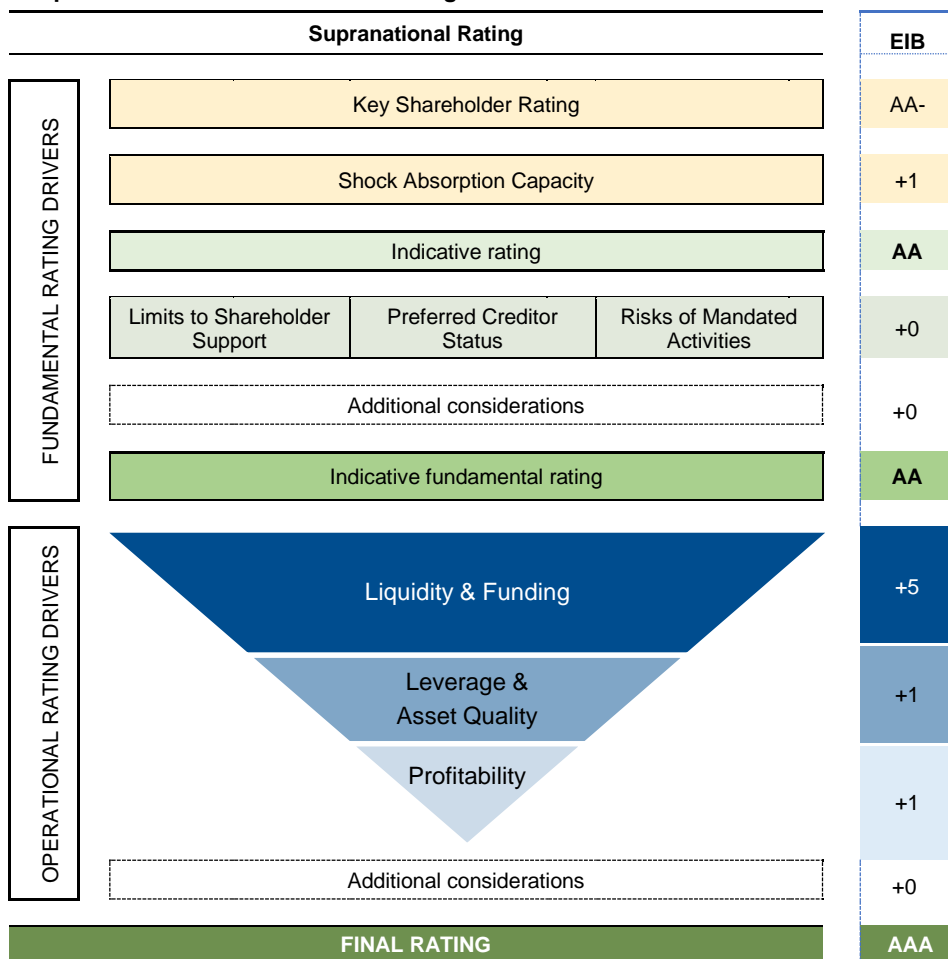 Supranational Rating
EIB
FUNDAMENTAL RATING DRIVERS
Key Shareholder Rating
AA-
Shock Absorption Capacity
+1
Indicative rating
AA
Limits to Shareholder
Support
Preferred Creditor
Status
Risks of Mandated
Activities
+0
Additional considerations
+0
Indicative fundamental rating
AA
OPERATIONAL RATING DRIVERS
Liquidity & Funding
+5
Leverage &
Asset Quality
+1
Profitability
+1
Additional considerations
+0
FINAL RATING
AAA